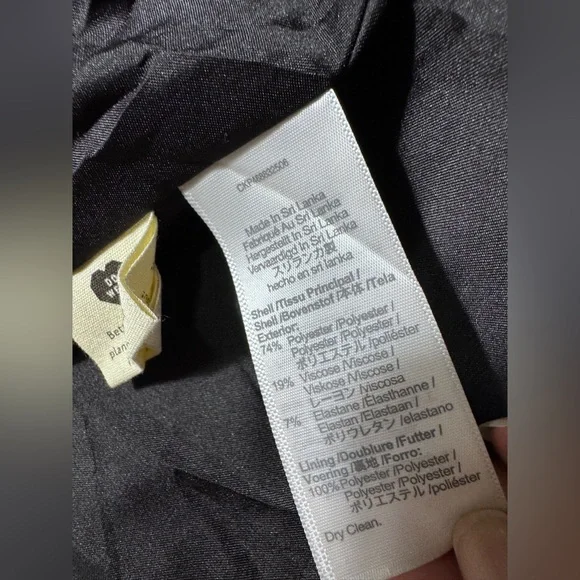 Made In Sri Lanka
Fabriqué Au Sri Lanka
Hergestellt In Sri Lanka
Vervaardigd In Sri Lanka
スリランカ製
hecho en sri lanka
Shell /Tissu Principal /
Shell /Bovenstof /本体 /Tela
Exterior:
74% Polyester /Polyester /
Polyester /Polyester /
ポリエステル /poliéster
19% Viscose /Viscose /
Viskose /Viscose /
レーヨン /viscosa
7% Elastane /Elasthanne /
Elastan /Elastaan /
ポリウレタン /elastano
Lining /Doublure /Futter /
Voering /裏地 /Forro:
100% Polyester /Polyester /
Polyester /Polyester /
ポリエステル /poliéster
Dry Clean.